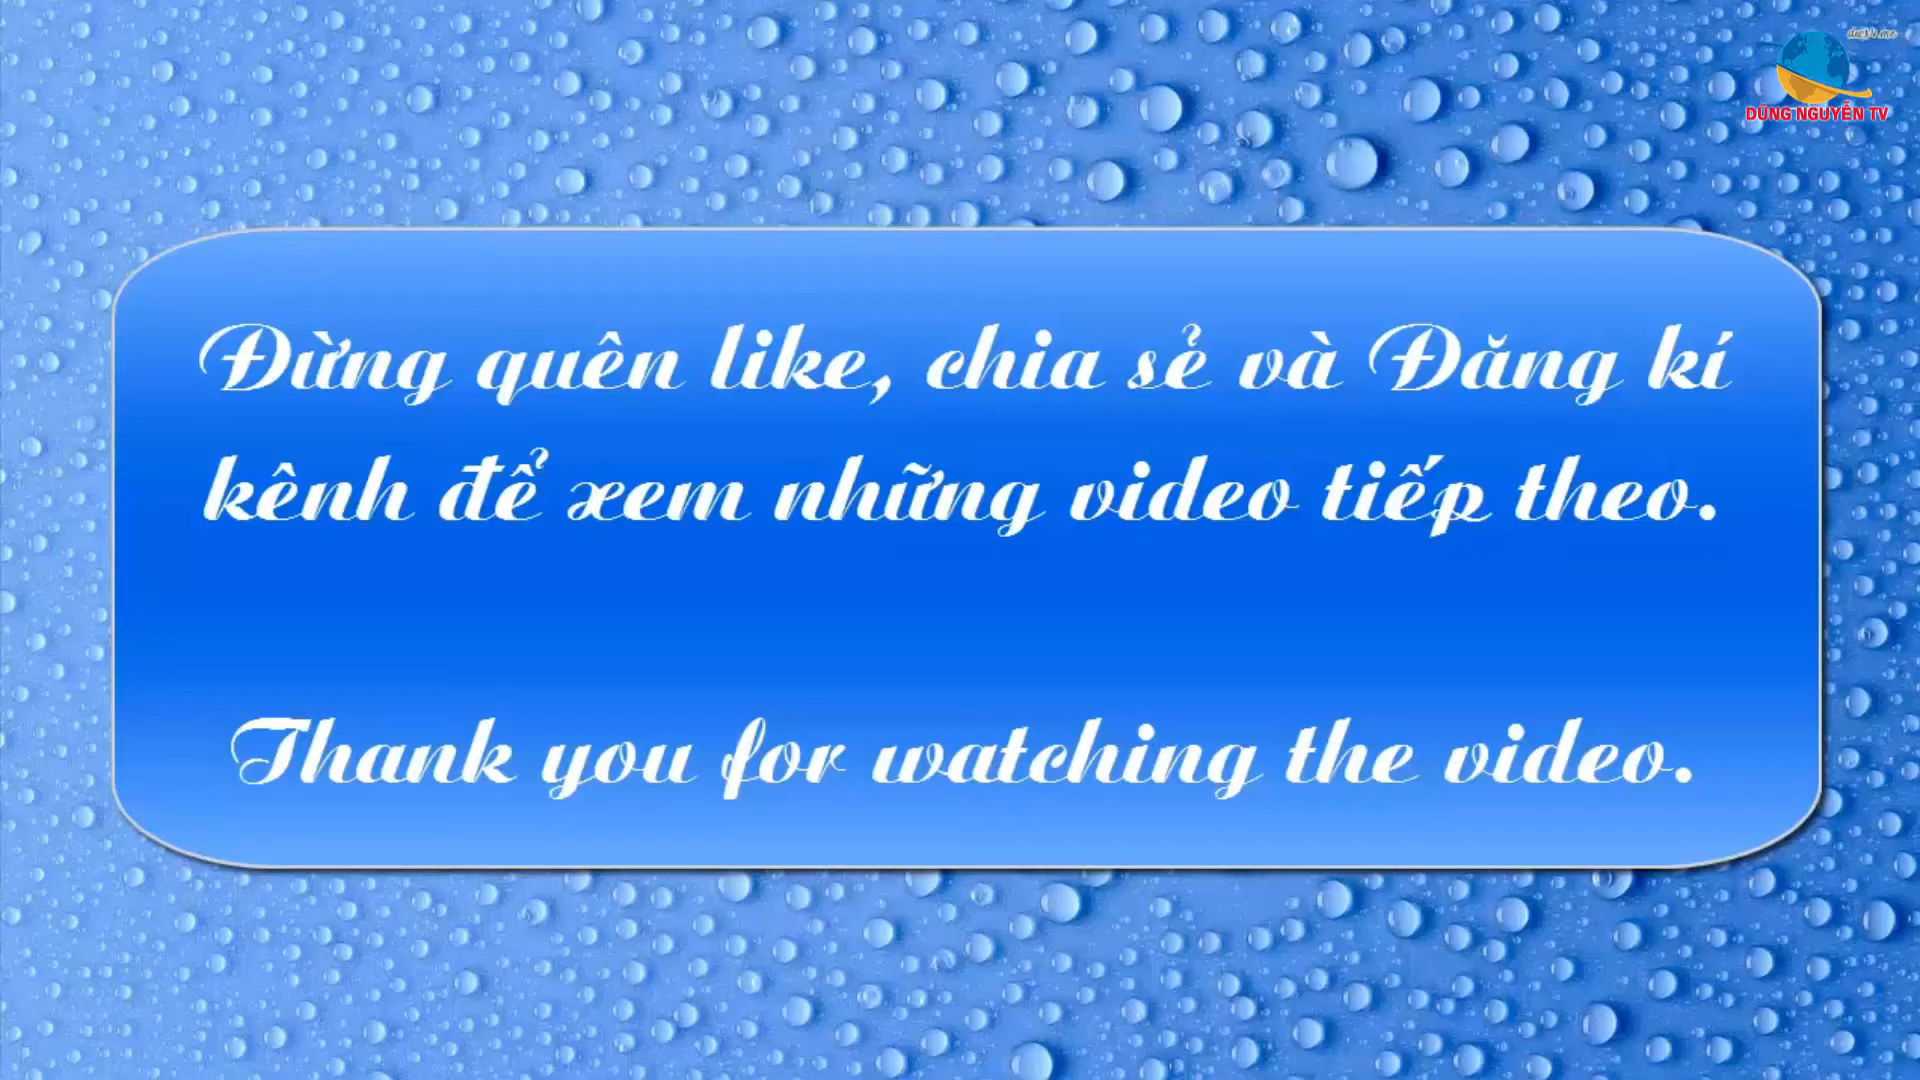 DŨNG NGUYỄN TV
Đừng quên like, chia sẻ và Đăng kí
kênh để xem những video tiếp theo.
Thank you for watching the video.